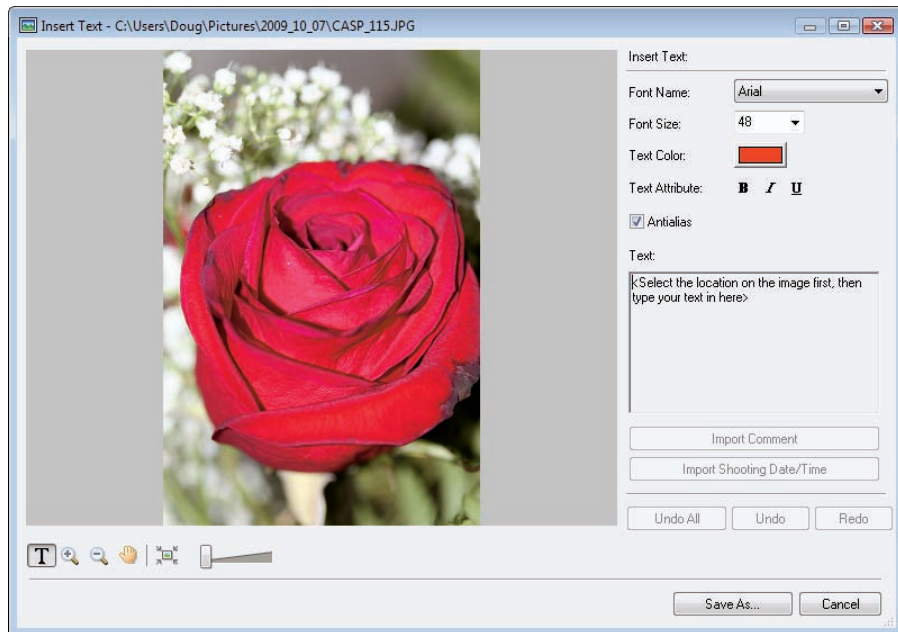 Insert Text - C:\Users\Doug\Pictures\2009_10_07\CASP_115.JPG
Insert Text:
Font Name: Arial
Font Size: 48
Text Color:
Text Attribute: B I U
Antialias
Text:
<Select the location on the image first, then
type your text in here>
Import Comment
Import Shooting Date/Time
Undo All Undo Redo
T
Save As... Cancel